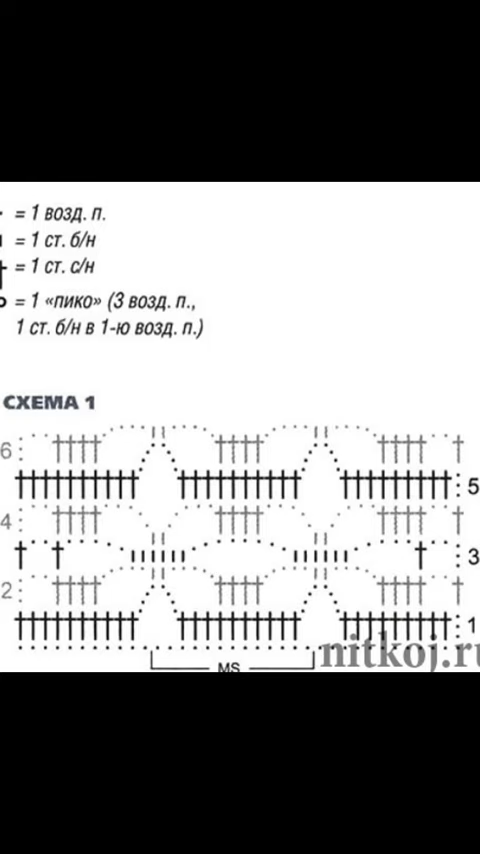 = 1 возд. п.
= 1 ст. б/н
= 1 ст. с/н
= 1 «пико» (3 возд. п.,
1 ст. б/н в 1-ю возд. п.)
СХЕМА 1
6
5
4
3
2
1
MS
nitkoj.ru